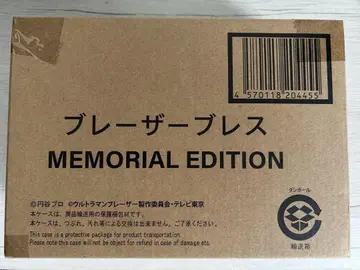 4 570118 204455
ブレーザーブレス
MEMORIAL EDITION
©円谷プロ ©ウルトラマンブレーザー製作委員会・テレビ東京
本ケースは、商品輸送用の保護梱包材です。
本ケースは、つぶれ、汚れ等による交換は出来ません、ご了承ください。
This case is a protective package for product transportation.
Please note this case will not be object for refund in case of damage etc.
ダンボール
輸送箱